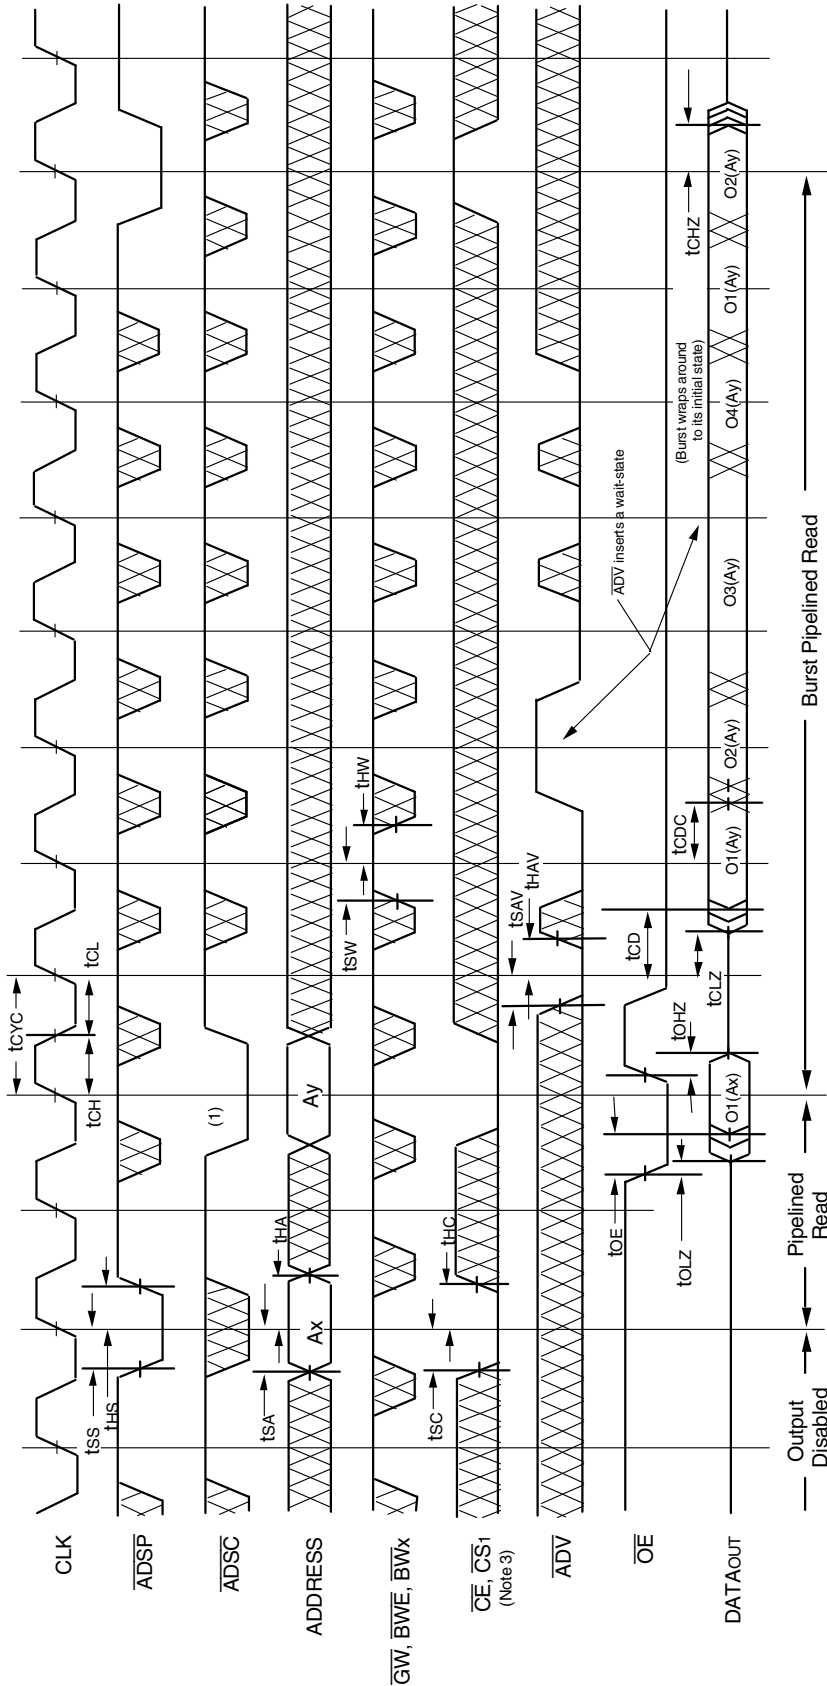 CLK
tCYC
tCH
tCL
ADSP
tSS
tHS
ADSC
(1)
ADDRESS
tSA
tHA
Ax
Ay
GW, BWE, BWx
tSW
tHW
CE, CS1
(Note 3)
tSC
tHC
ADV
tSAV
tHAV
ADV inserts a wait-state
OE
tOE
tOHZ
tCD
tOLZ
tCLZ
tCDC
tCHZ
(Burst wraps around
to its initial state)
DATAOUT
O1(Ax)
O1(Ay)
O2(Ay)
O3(Ay)
O4(Ay)
O1(Ay)
O2(Ay)
Output
Disabled
Pipelined
Read
Burst Pipelined Read